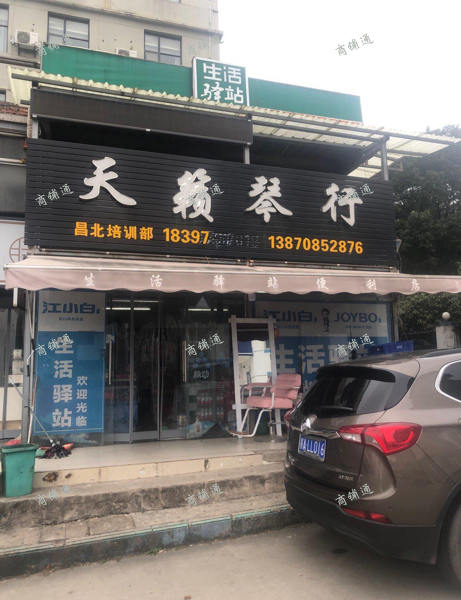 商铺通
生活
驿站
天籁琴行
昌北培训部 18397 13870852876
生活驿站便利店
江小白
JOYBO
生活驿站
欢迎光临
江小白
生活驿
A·LL016